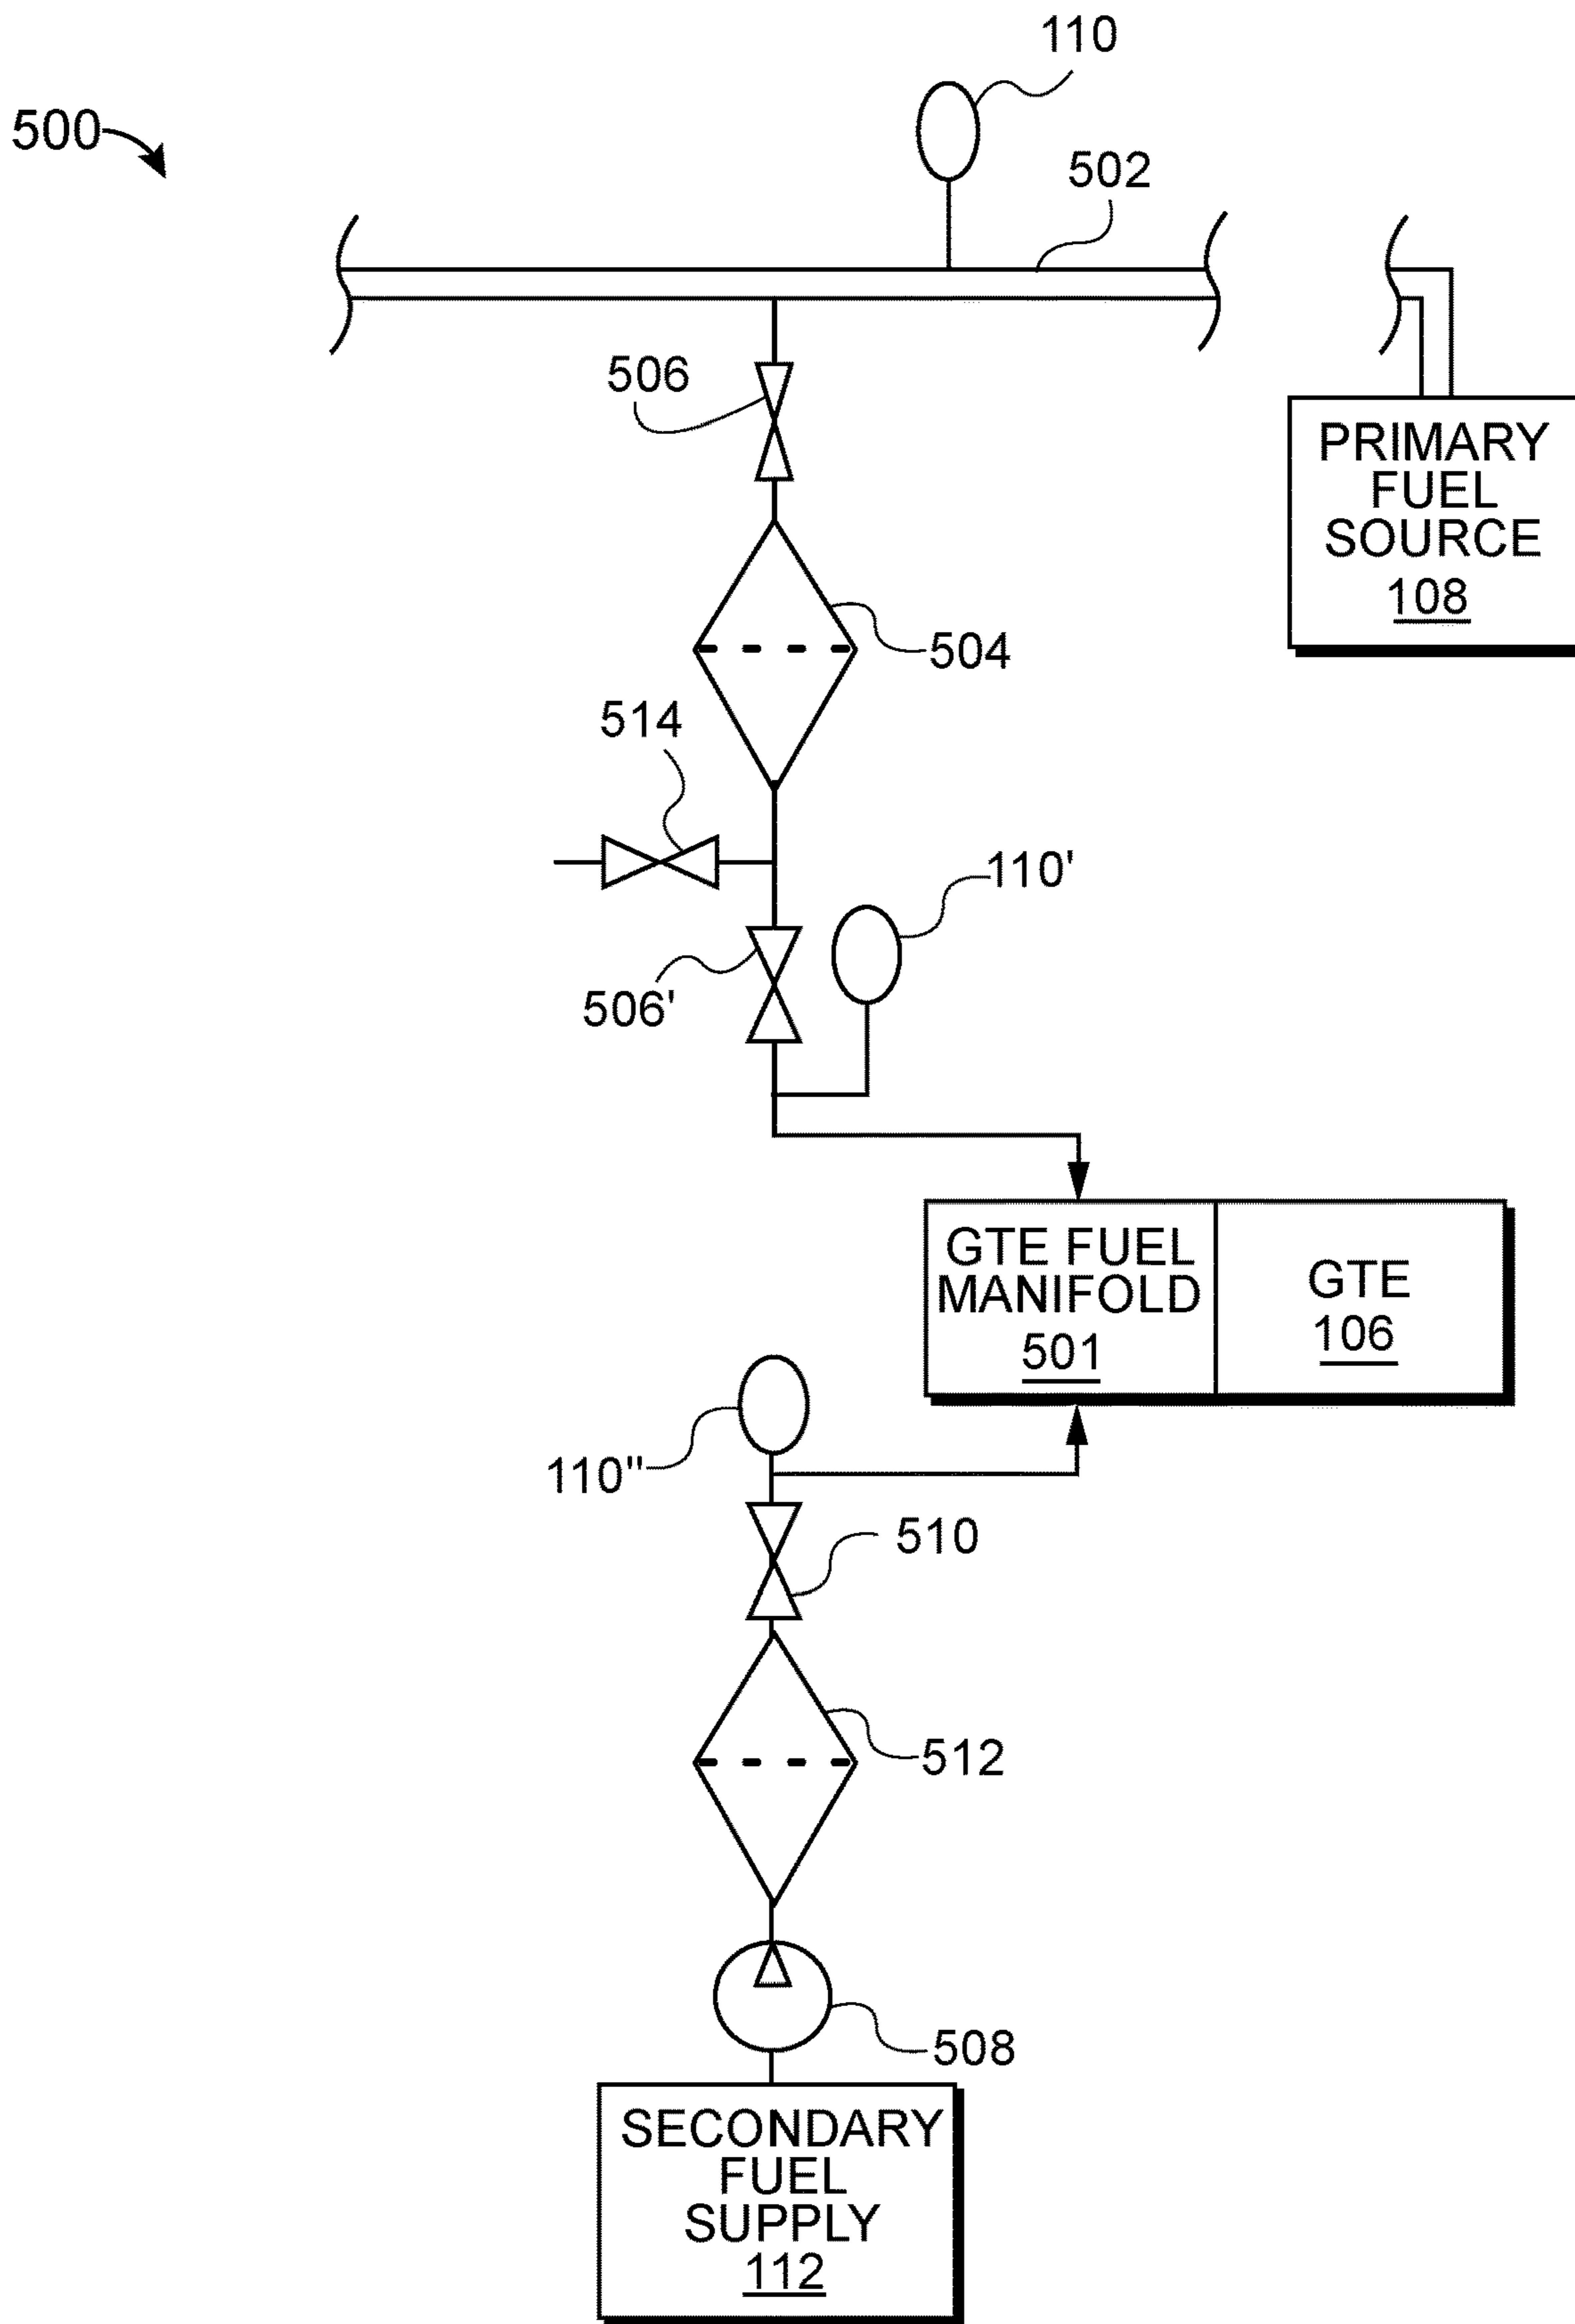 110
500
502
506
PRIMARY
FUEL
SOURCE
108
504
514
110'
506'
GTE FUEL
MANIFOLD
501
GTE
106
110"
510
512
508
SECONDARY
FUEL
SUPPLY
112